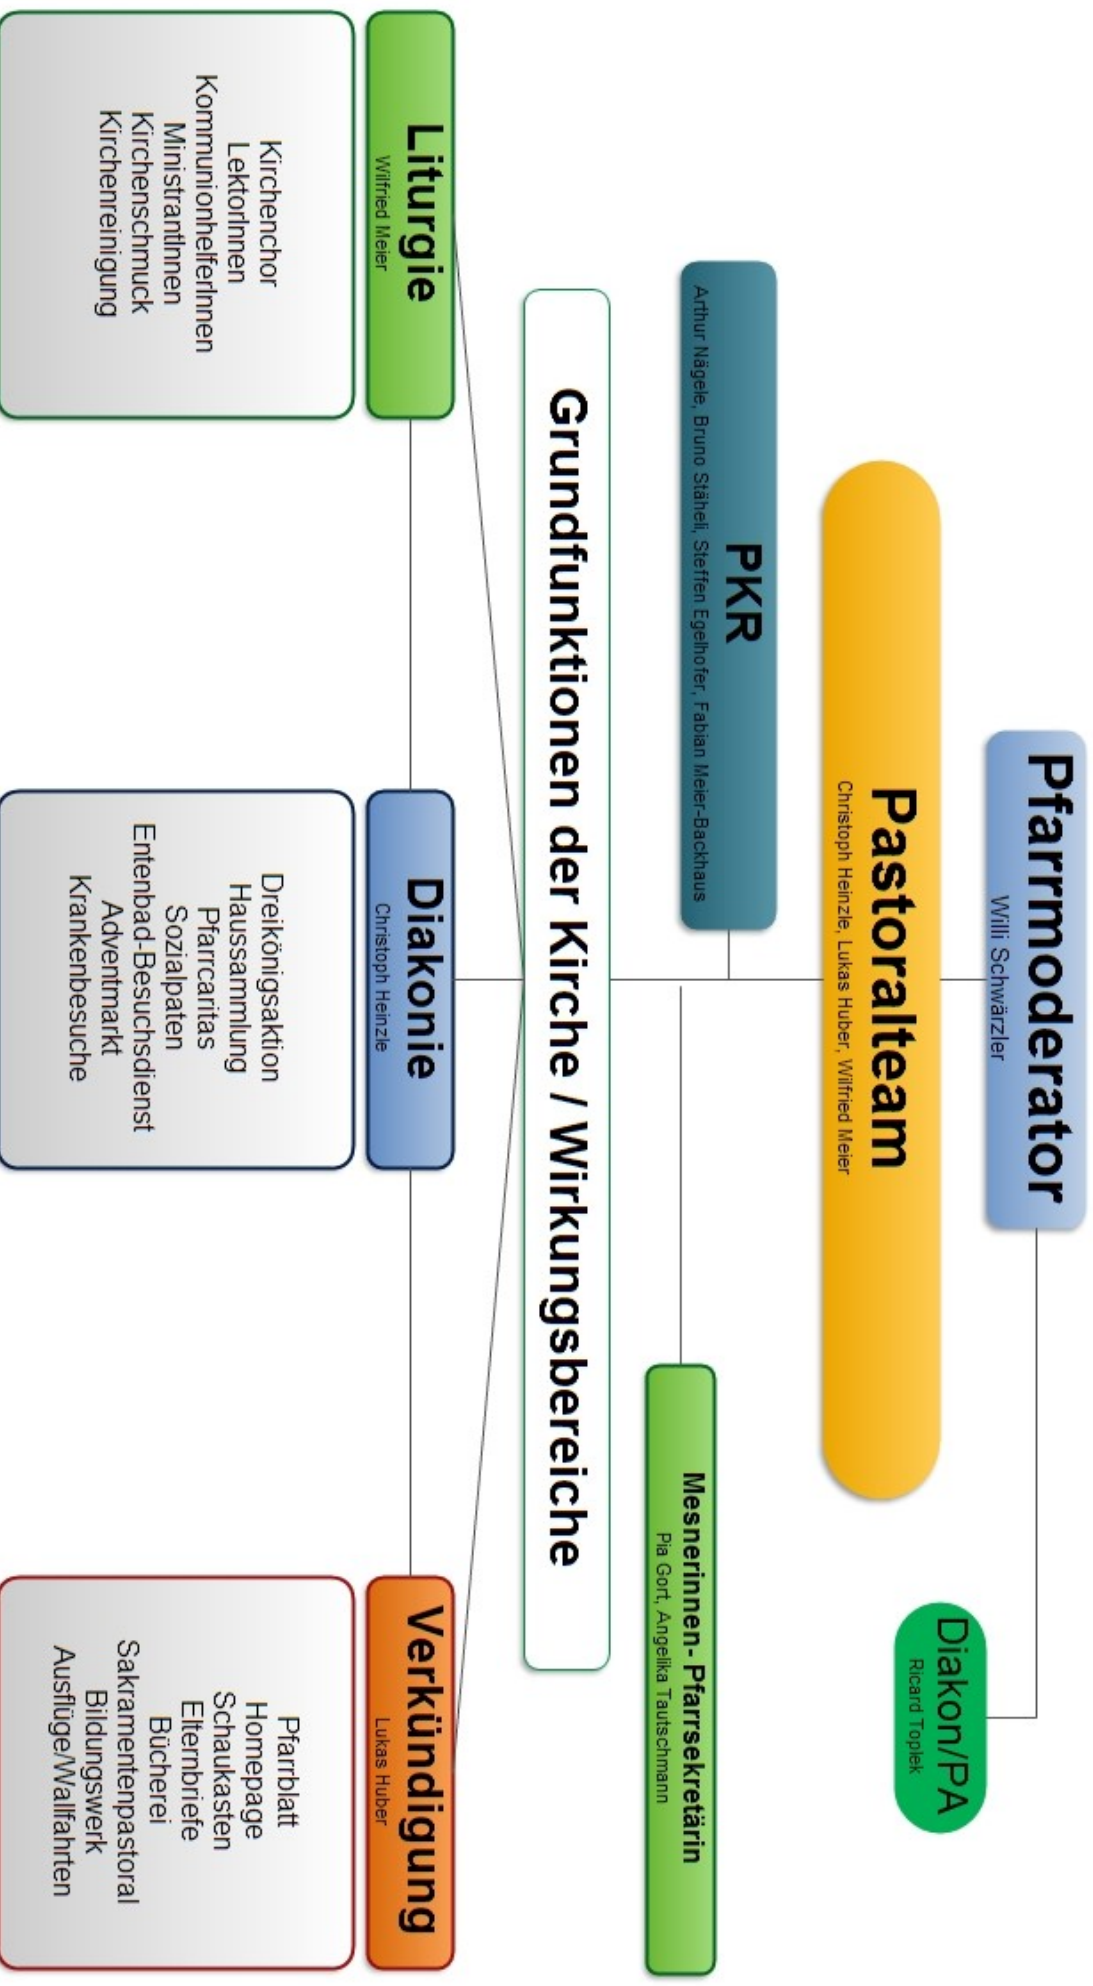 Pfarrmoderator
Willi Schwärzler
Diakon/PA
Ricard Toplek
Pastoralteam
Christoph Heinzle, Lukas Huber, Wilfried Meier
PKR
Arthur Nägele, Bruno Stäheli, Steffen Egelhofer, Fabian Meier-Backhaus
Mesnerinnen- Pfarrsekretärin
Pia Gort, Angelika Tautschmann
Grundfunktionen der Kirche / Wirkungsbereiche
Liturgie
Wilfried Meier
Kirchenchor
LektorInnen
KommunionhelferInnen
MinistrantInnen
Kirchenschmuck
Kirchenreinigung
Diakonie
Christoph Heinzle
Dreikönigsaktion
Haussammlung
Pfarrcaritas
Sozialpaten
Entenbad-Besuchsdienst
Adventmarkt
Krankenbesuche
Verkündigung
Lukas Huber
Pfarrblatt
Homepage
Schaukasten
Elternbriefe
Bücherei
Sakramentenpastoral
Bildungswerk
Ausflüge/Wallfahrten